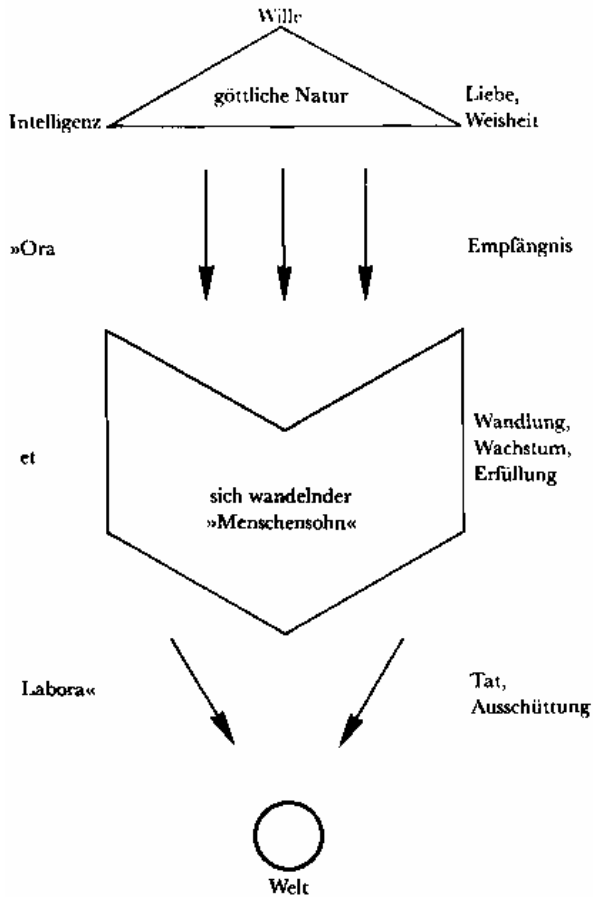 Wille
göttliche Natur
Intelligenz
Liebe,
Weisheit
»Ora
Empfängnis
et
Wandlung,
Wachstum,
Erfüllung
sich wandelnder
»Menschensohn«
Labora«
Tat,
Ausschüttung
Welt